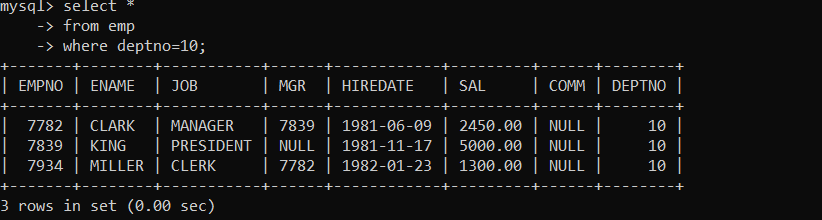 mysql> select *
    -> from emp
    -> where deptno=10;
+-------+--------+-----------+------+------------+---------+------+--------+
| EMPNO | ENAME  | JOB       | MGR  | HIREDATE   | SAL     | COMM | DEPTNO |
+-------+--------+-----------+------+------------+---------+------+--------+
|  7782 | CLARK  | MANAGER   | 7839 | 1981-06-09 | 2450.00 | NULL |     10 |
|  7839 | KING   | PRESIDENT | NULL | 1981-11-17 | 5000.00 | NULL |     10 |
|  7934 | MILLER | CLERK     | 7782 | 1982-01-23 | 1300.00 | NULL |     10 |
+-------+--------+-----------+------+------------+---------+------+--------+
3 rows in set (0.00 sec)